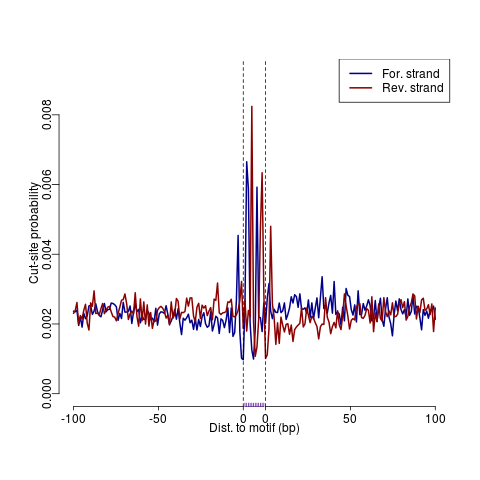 For. strand
Rev. strand
Cut-site probability
0.000
0.002
0.004
0.006
0.008
-100
-50
0
0
50
100
Dist. to motif (bp)